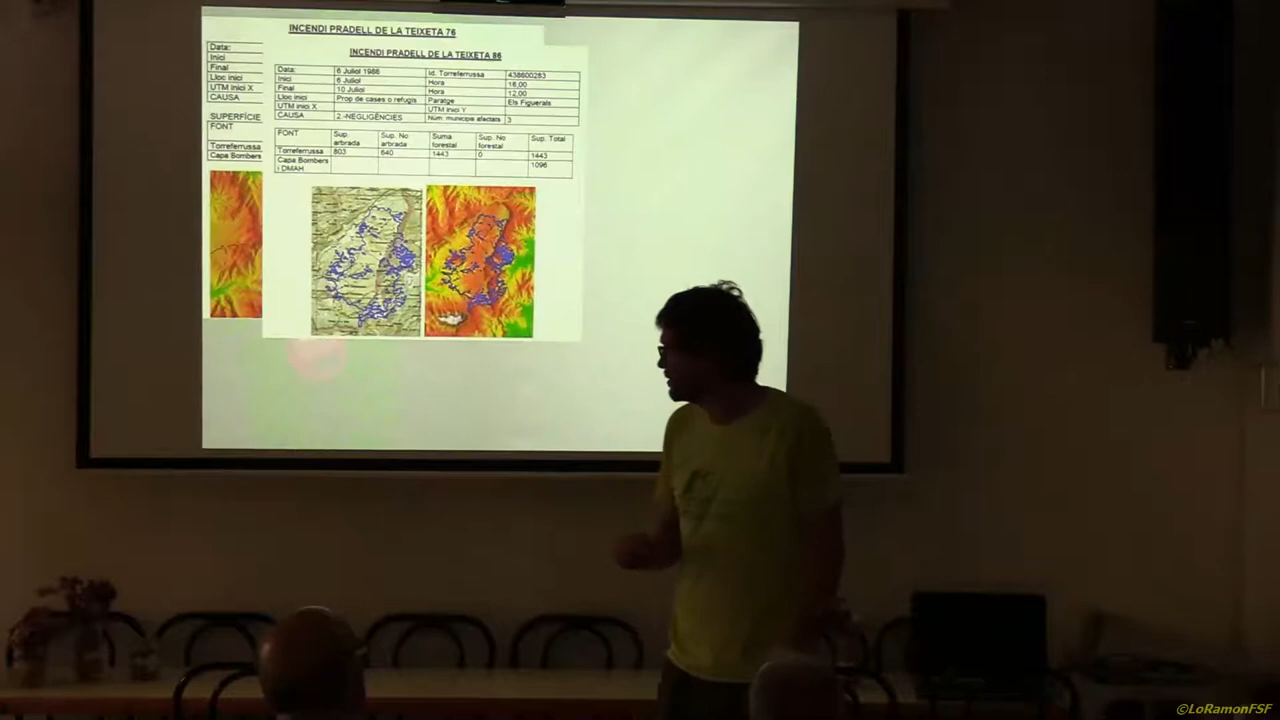 INCENDI PRADELL DE LA TEIXETA 76
Data:
Inici
Final
Lloc inici
UTM inici X
CAUSA
SUPERFÍCIE
FONT
Torreferrussa
Capa Bombers
INCENDI PRADELL DE LA TEIXETA 86
Data: 6 Juliol 1986 Id. Torreferrussa 438600283
Inici 6 Juliol Hora 16,00
Final 10 Juliol Hora 12,00
Lloc inici Prop de cases o refugis Paratge Els Figuerals
UTM inici X UTM inici Y
CAUSA 2.-NEGLIGÈNCIES Núm. municipis afectats 3
FONT Sup. arbrada Sup. No arbrada Suma forestal Sup. No forestal Sup. Total
Torreferrussa 803 640 1443 0 1443
Capa Bombers i DMAH 1096
©LoRamonFSF